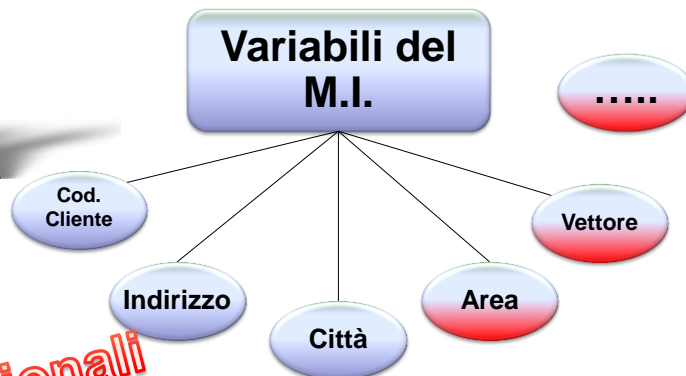 Variabili del
M.I.
.....
Cod.
Cliente
Vettore
Indirizzo
Area
Città